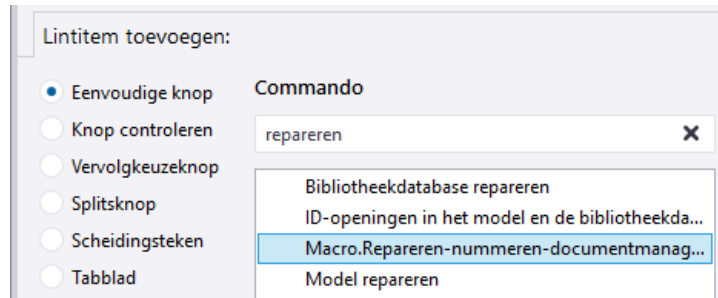 Lintitem toevoegen:
Eenvoudige knop
Commando
Knop controleren
repareren
Vervolgkeuzeknop
Bibliotheekdatabase repareren
Splitsknop
ID-openingen in het model en de bibliotheekda...
Scheidingsteken
Macro.Repareren-nummeren-documentmanag...
Tabblad
Model repareren